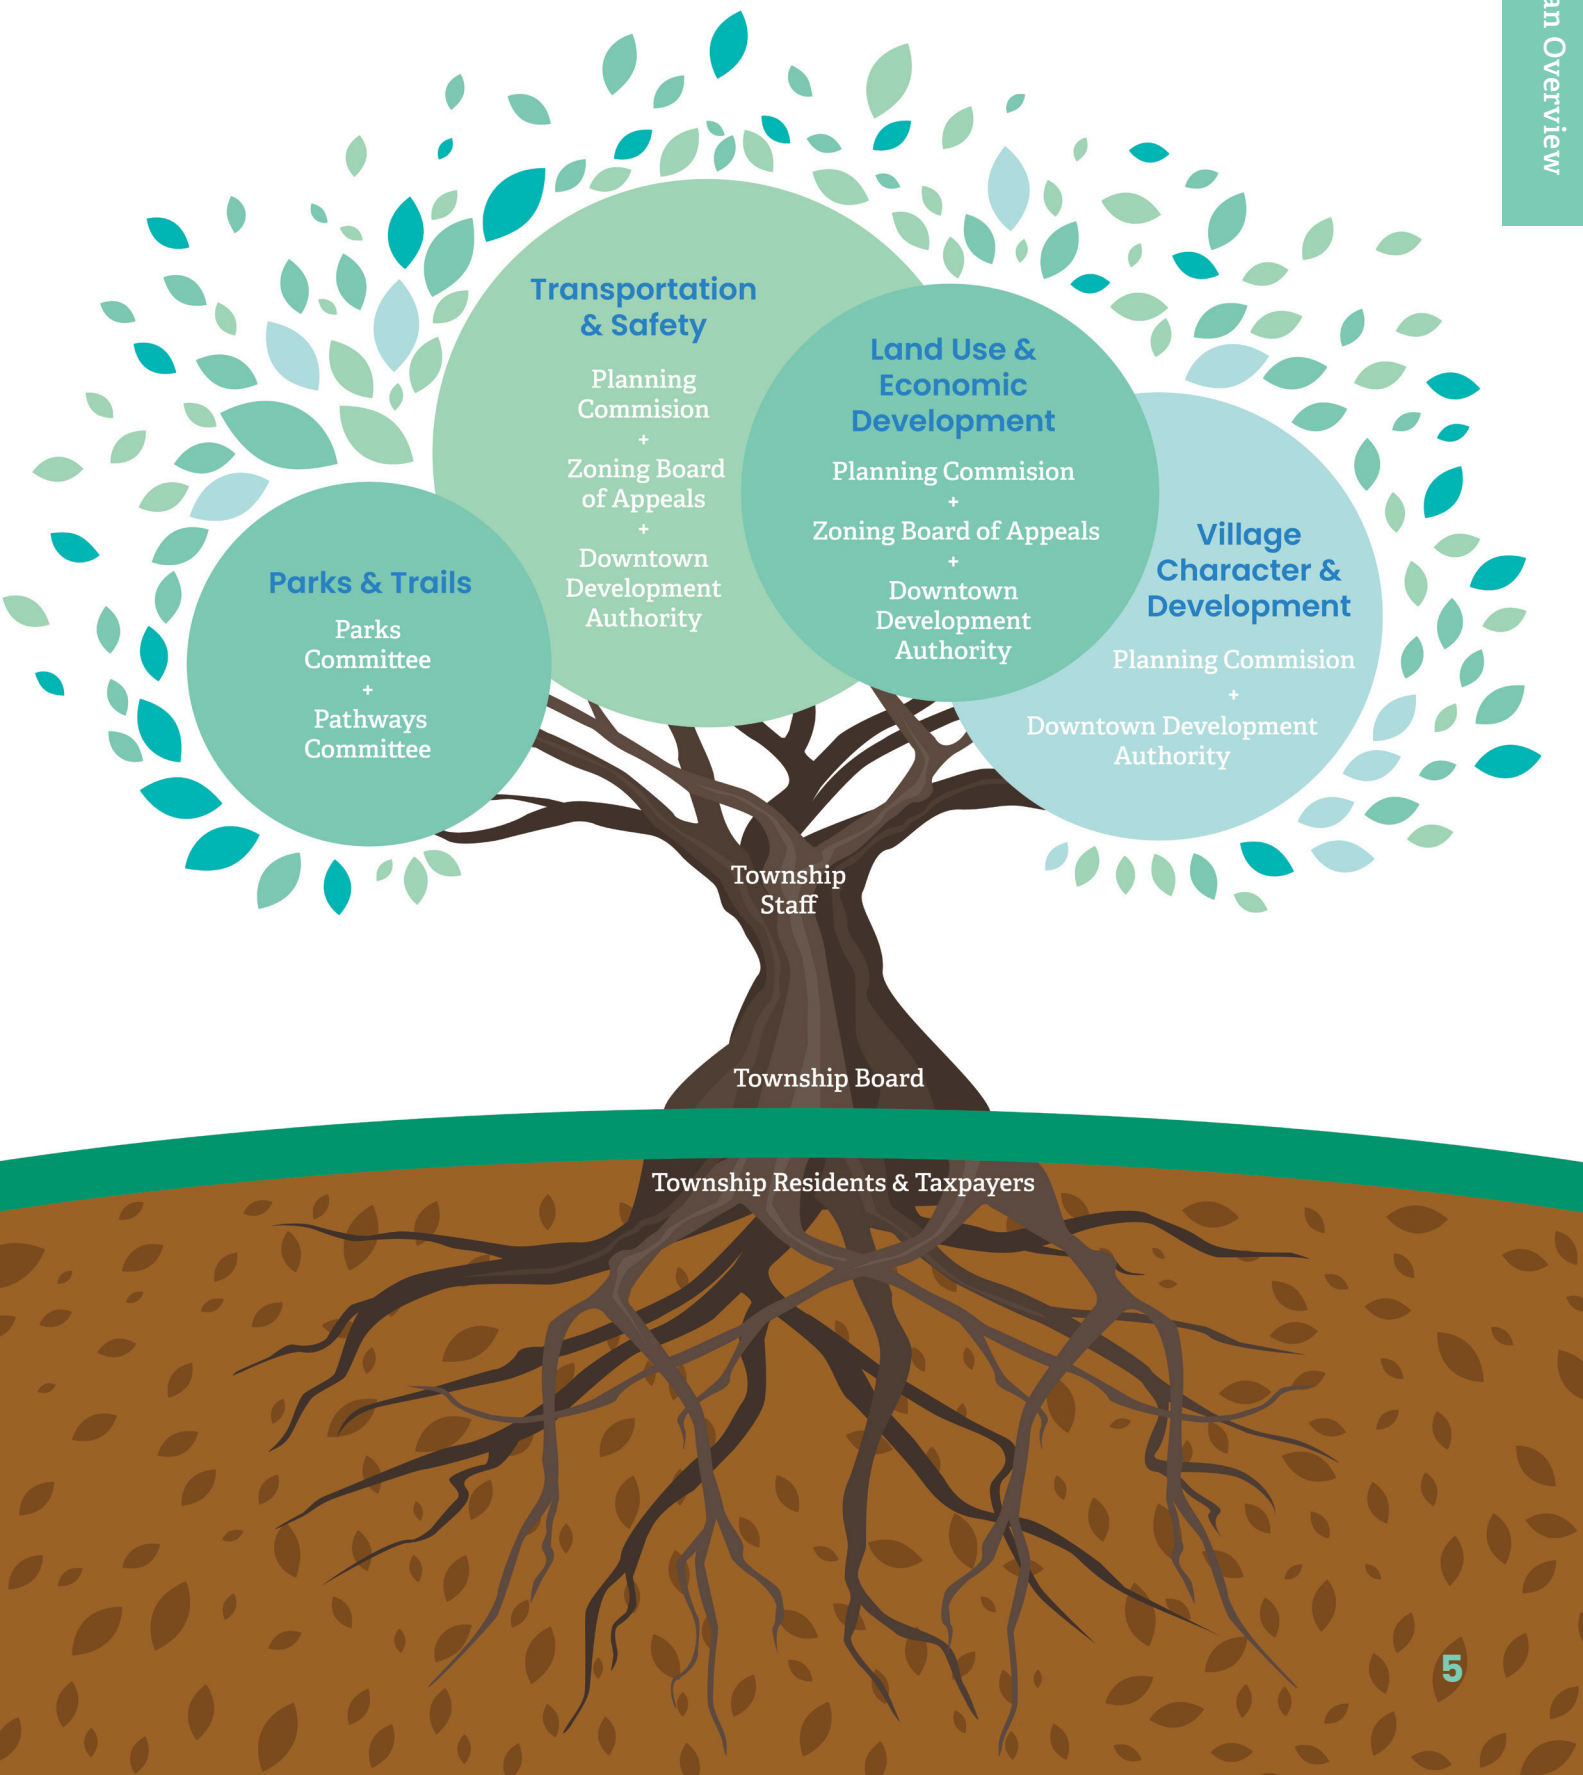 an Overview
Transportation
& Safety
Planning
Commision
+
Zoning Board
of Appeals
+
Downtown
Development
Authority
Land Use &
Economic
Development
Planning Commision
+
Zoning Board of Appeals
+
Downtown
Development
Authority
Village
Character &
Development
Planning Commision
+
Downtown Development
Authority
Parks & Trails
Parks
Committee
+
Pathways
Committee
Township
Staff
Township Board
Township Residents & Taxpayers
5